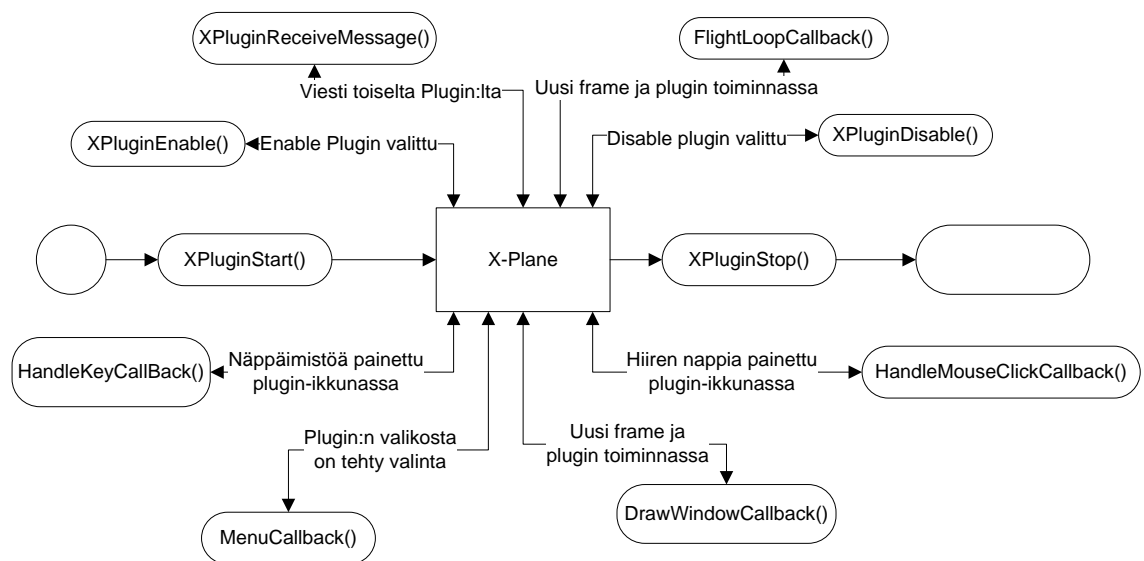 XPluginReceiveMessage()
FlightLoopCallback()
Viesti toiselta Plugin:lta
Uusi frame ja plugin toiminnassa
XPluginEnable()
Enable Plugin valittu
Disable plugin valittu
XPluginDisable()
XPluginStart()
X-Plane
XPluginStop()
HandleKeyCallBack()
Näppäimistöä painettu
plugin-ikkunassa
Hiiren nappia painettu
plugin-ikkunassa
HandleMouseClickCallback()
Plugin:n valikosta
on tehty valinta
Uusi frame ja
plugin toiminnassa
MenuCallback()
DrawWindowCallback()